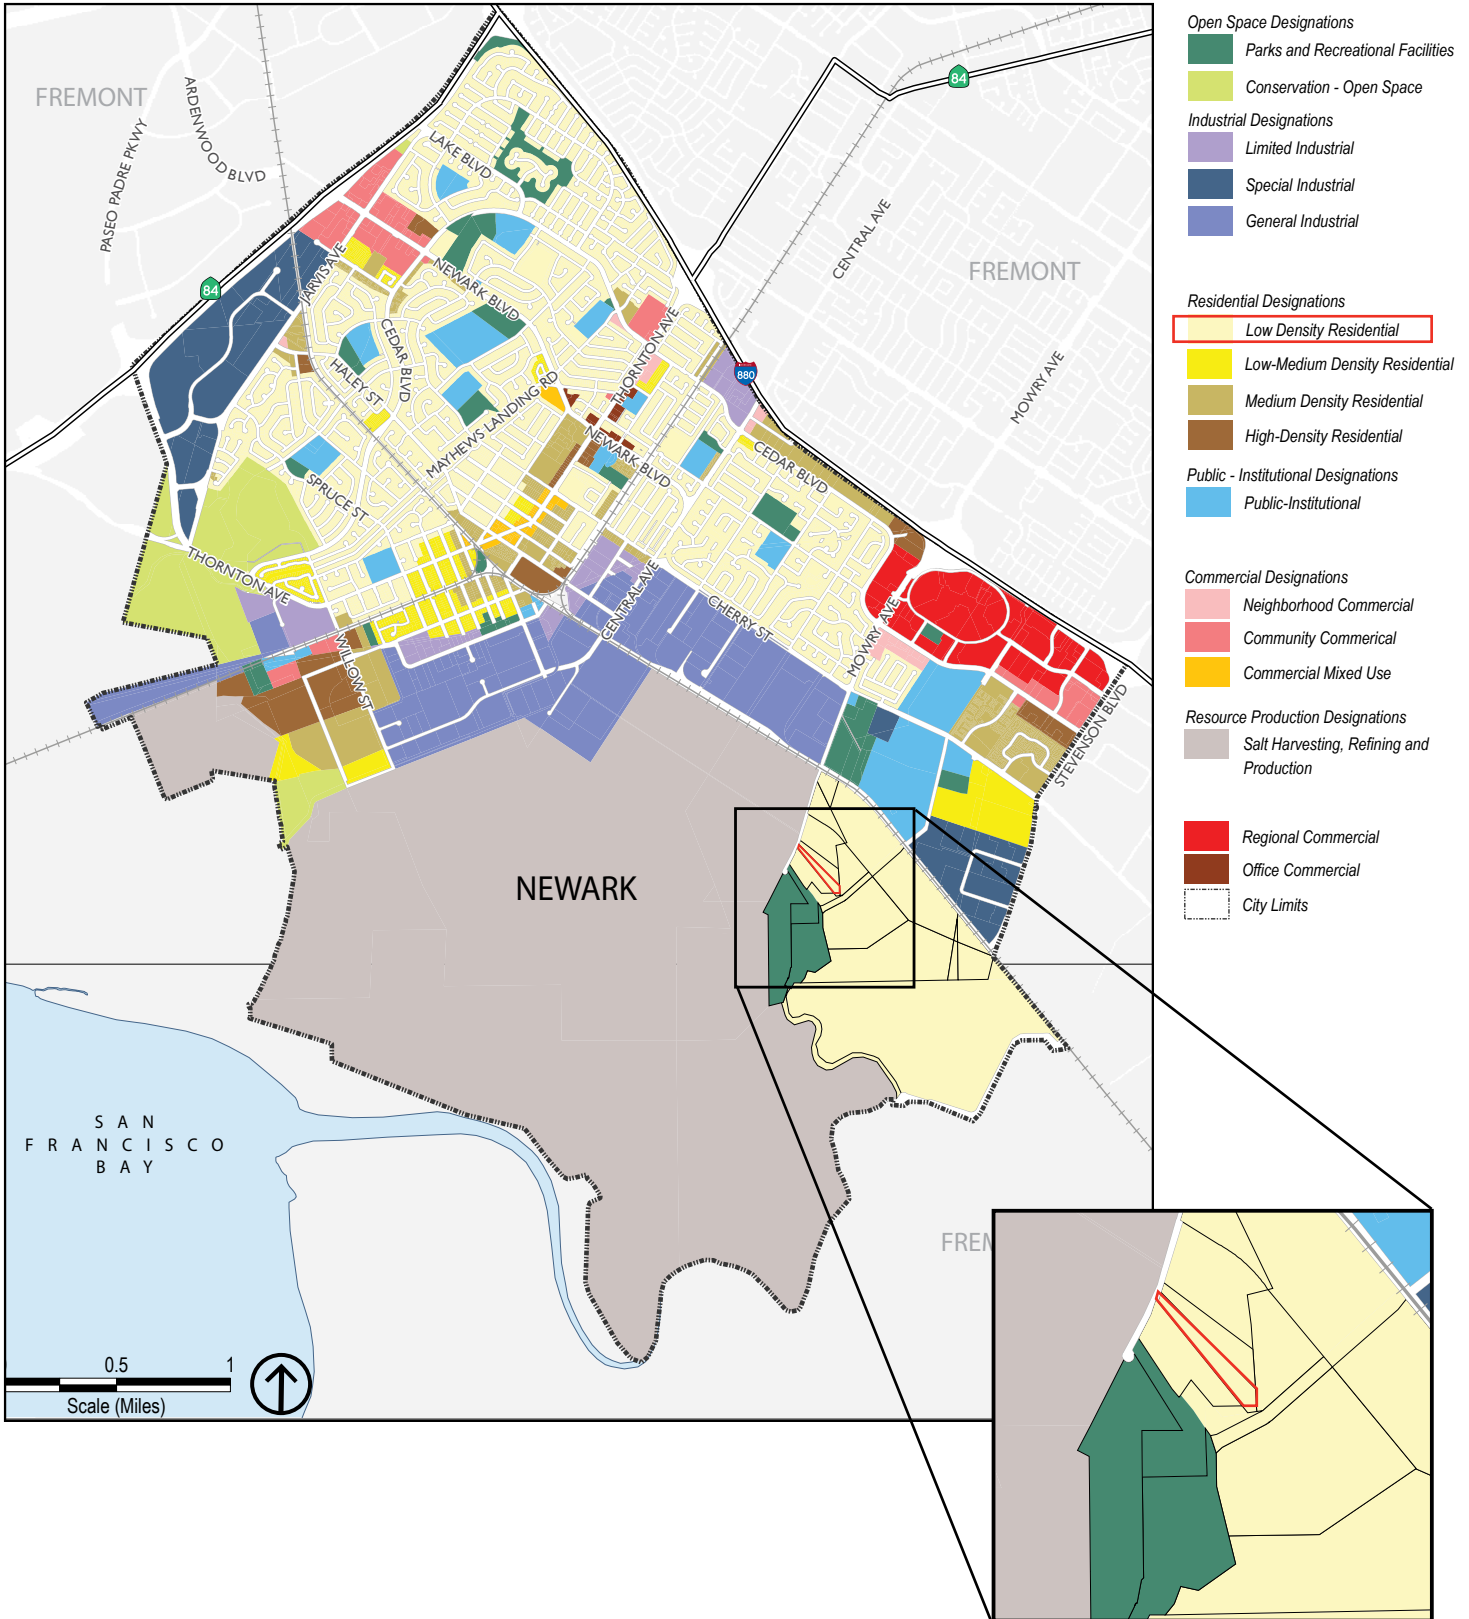 FREMONT
PASEO PADRE PKWY
ARDENWOOD BLVD
84
LAKE BLVD
84
CENTRAL AVE
FREMONT
JARVIS AVE
NEWARK BLVD
CEDAR BLVD
HALEY ST
THORNTON AVE
880
MOWRY AVE
MAYHEWS LANDING RD
NEWARK BLVD
CEDAR BLVD
SPRUCE ST
THORNTON AVE
CENTRAL AVE
CHERRY ST
MOWRY AVE
WILLOW ST
STEVENSON BLVD
NEWARK
SAN
FRANCISCO
BAY
FREM
0.5
1
Scale (Miles)
Open Space Designations
Parks and Recreational Facilities
Conservation - Open Space
Industrial Designations
Limited Industrial
Special Industrial
General Industrial
Residential Designations
Low Density Residential
Low-Medium Density Residential
Medium Density Residential
High-Density Residential
Public - Institutional Designations
Public-Institutional
Commercial Designations
Neighborhood Commercial
Community Commerical
Commercial Mixed Use
Resource Production Designations
Salt Harvesting, Refining and
Production
Regional Commercial
Office Commercial
City Limits